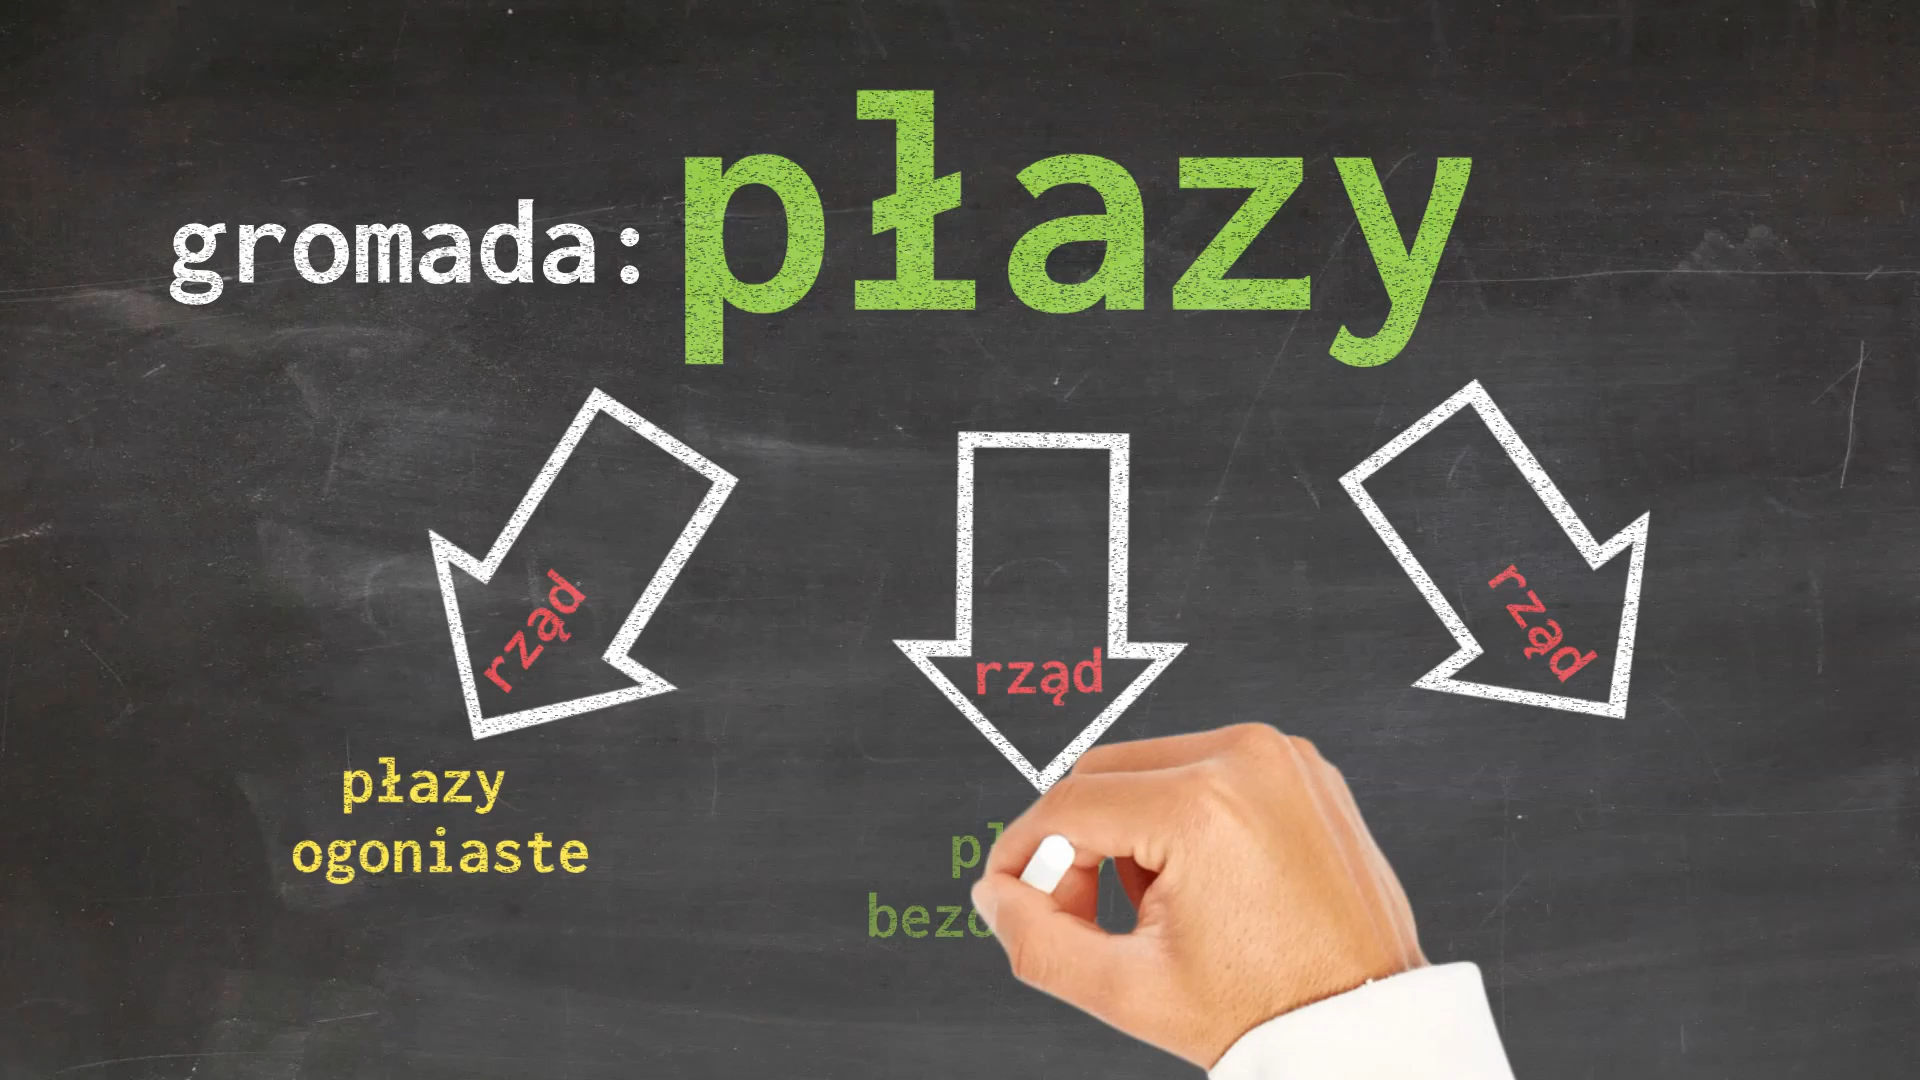 gromada: płazy
rząd
rząd
rząd
płazy
ogoniaste